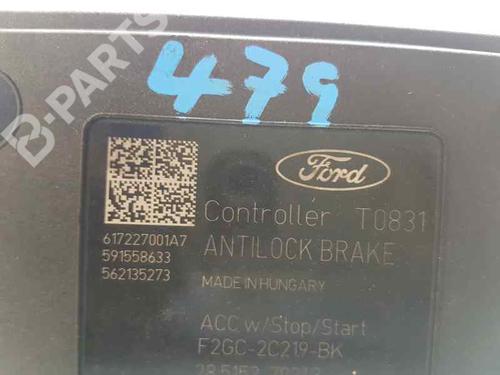 479
B-PARTS
Ford
Controller T0831
617227001A7
ANTILOCK BRAKE
591558633
562135273
MADE IN HUNGARY
ACC w/Stop/Start
F2GC-2C219-BK